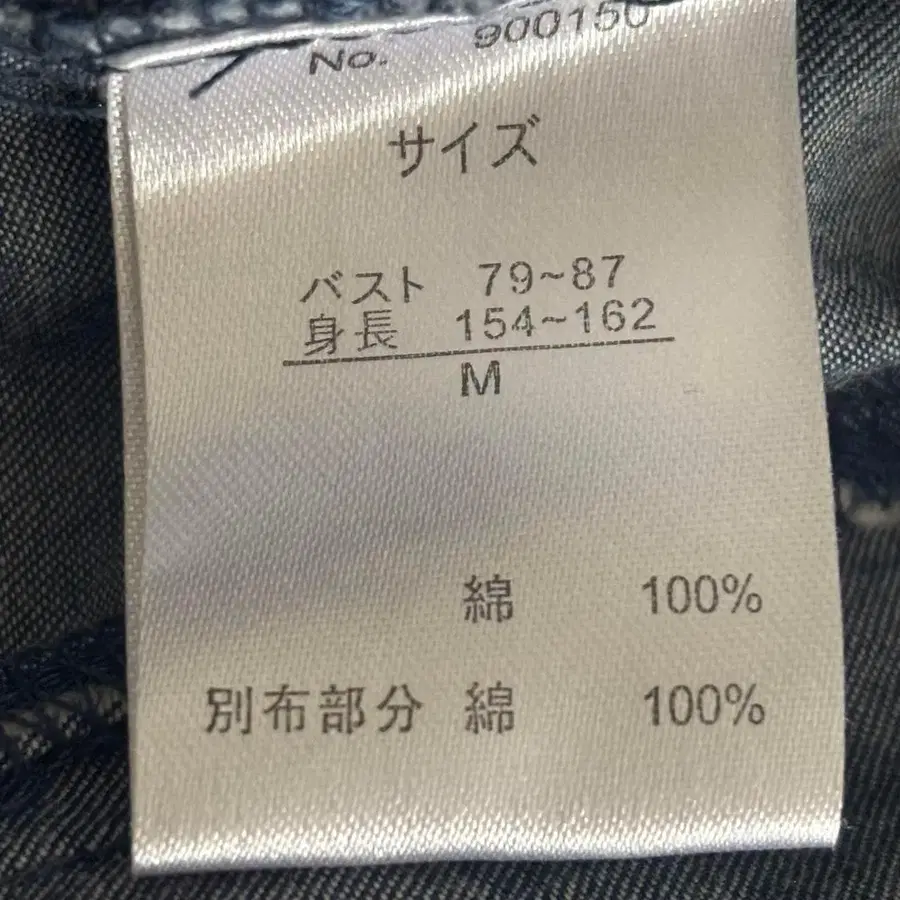 No. 900150
サイズ
バスト 79~87
身長 154~162
M
綿 100%
別布部分 綿 100%